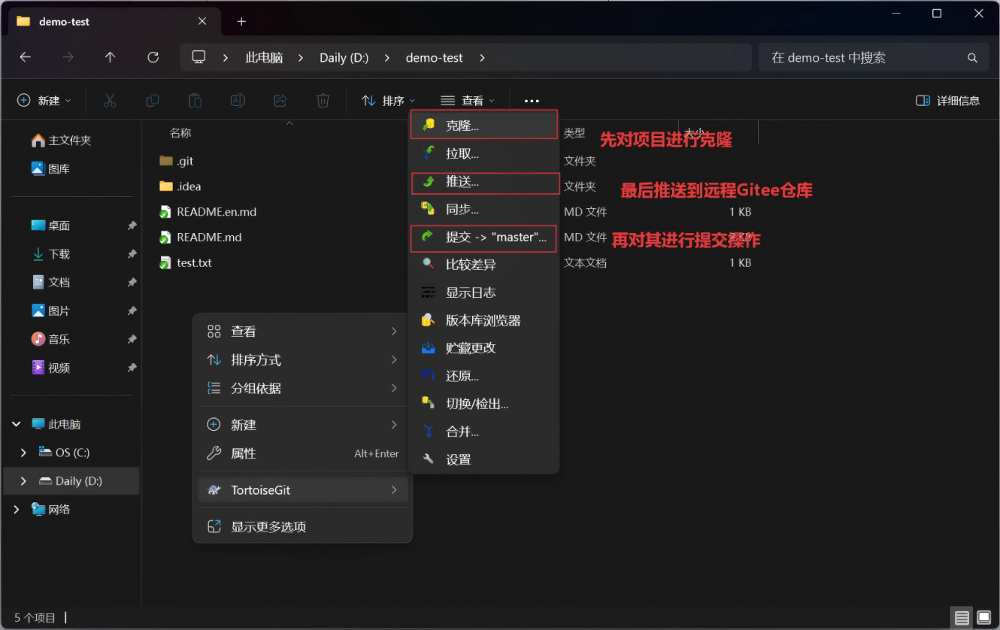 demo-test
此电脑
Daily (D:)
demo-test
在 demo-test 中搜索
新建
排序
查看
详细信息
主文件夹
图库
桌面
下载
文档
图片
音乐
视频
此电脑
OS (C:)
Daily (D:)
网络
名称
类型
大小
.git
文件夹
.idea
文件夹
README.en.md
MD 文件
1 KB
README.md
MD 文件
KB
test.txt
文本文档
1 KB
查看
排序方式
分组依据
新建
属性
Alt+Enter
TortoiseGit
显示更多选项
克隆...
拉取...
推送...
同步...
提交 -> "master"...
比较差异
显示日志
版本库浏览器
贮藏更改
还原...
切换/检出...
合并...
设置
先对项目进行克隆
最后推送到远程Gitee仓库
再对其进行提交操作
5 个项目